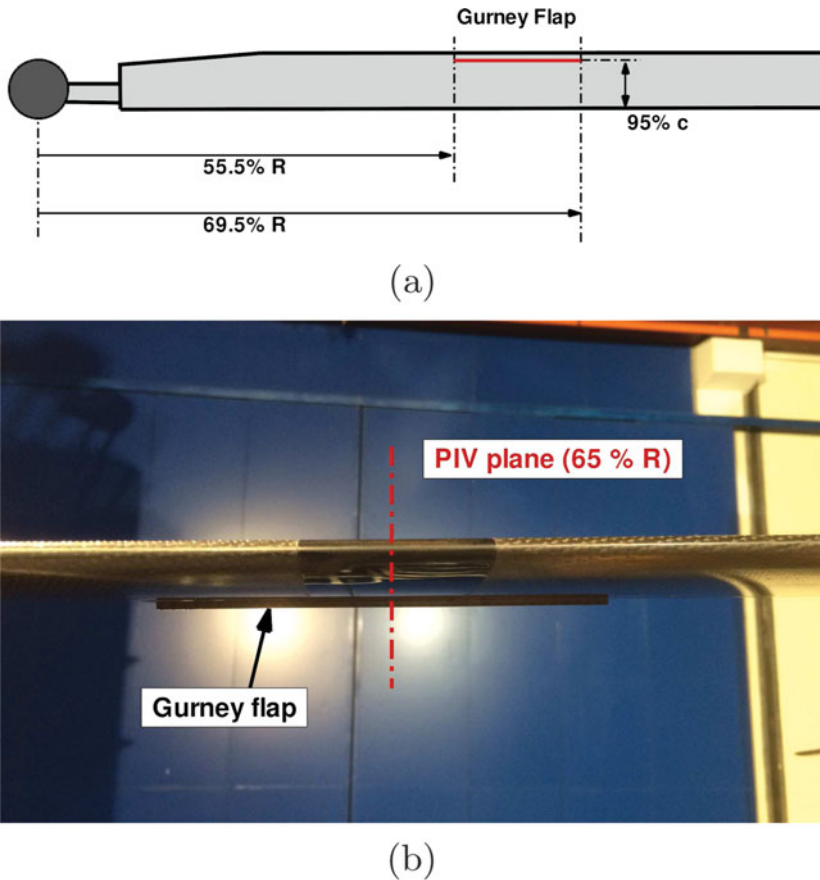 Gurney Flap
95% c
55.5% R
69.5% R
(a)
PIV plane (65 % R)
Gurney flap
(b)